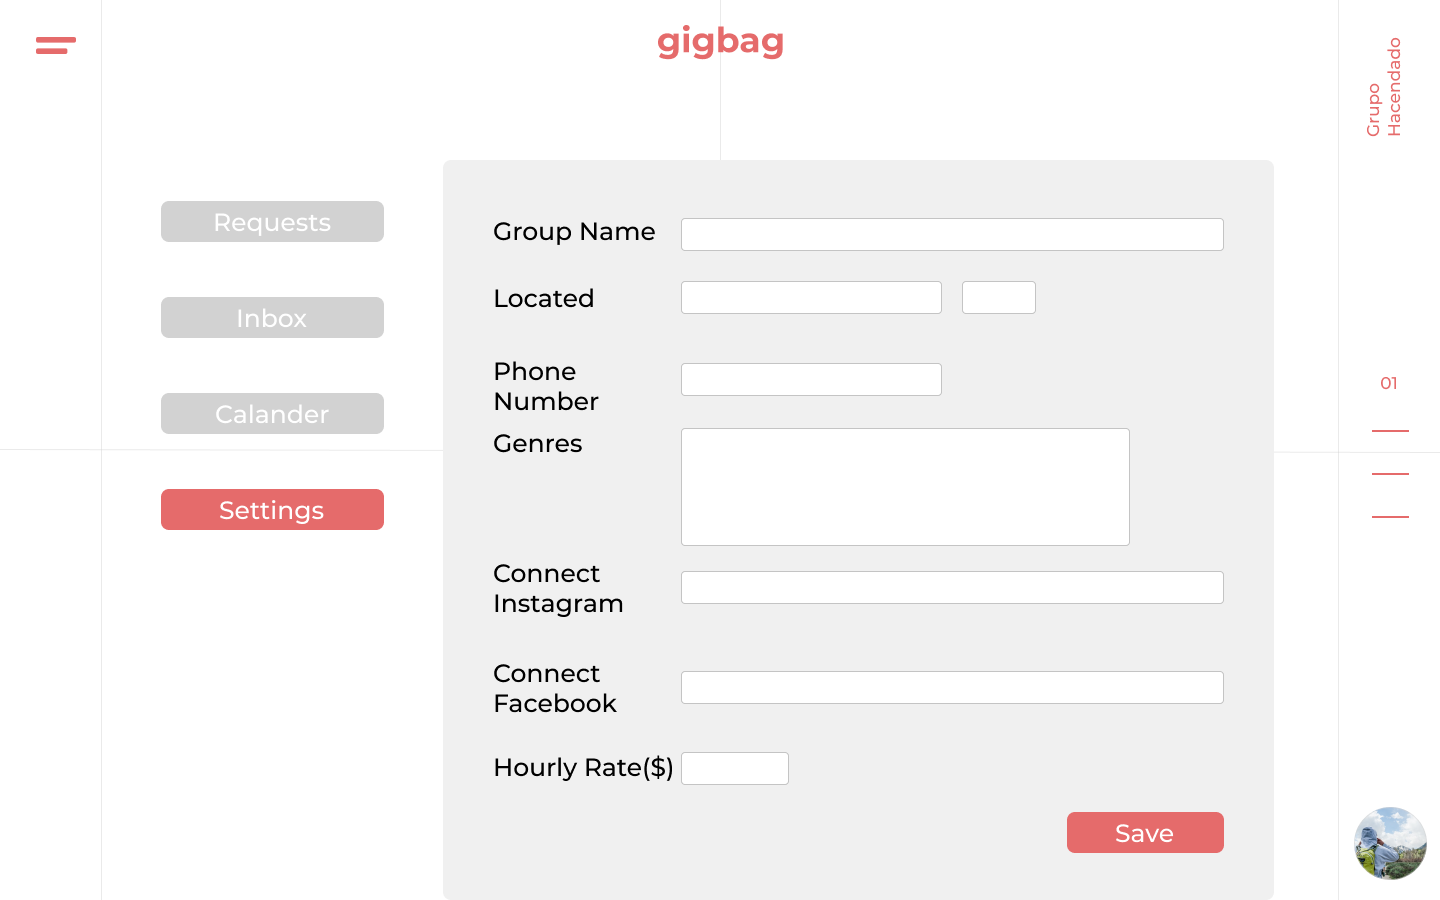 gigbag
Grupo
Hacendado
Requests
Inbox
Calander
Settings
Group Name
Located
Phone
Number
Genres
Connect
Instagram
Connect
Facebook
Hourly Rate($)
Save
01